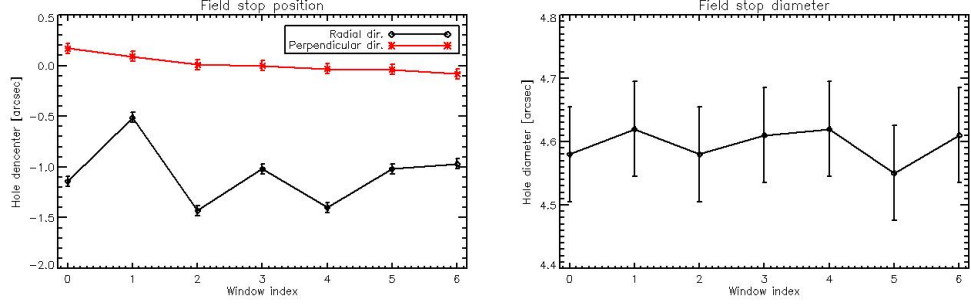 Field stop position
Hole dencenter [arcsec]
0.5
0.0
−0.5
−1.0
−1.5
−2.0
Radial dir.
Perpendicular dir.
0 1 2 3 4 5 6
Window index
Field stop diameter
Hole diameter [arcsec]
4.8
4.7
4.6
4.5
4.4
0 1 2 3 4 5 6
Window index